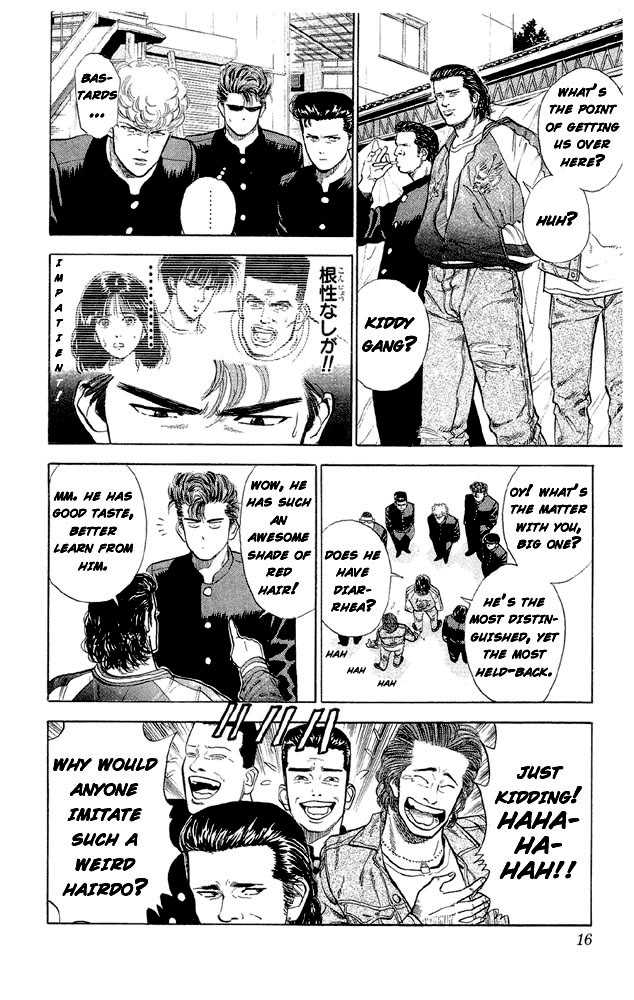 WHAT'S
THE POINT
OF GETTING
US OVER
HERE?
HUH?
KIDDY
GANG?
BAS-
TARDS
...
........
IMPATIENT!
...............
根性なしが!!
こんじょう
OY! WHAT'S
THE MATTER
WITH YOU,
BIG ONE?
HE'S THE
MOST DISTIN-
GUISHED, YET
THE MOST
HELD-BACK.
DOES HE
HAVE
DIAR-
RHEA?
HAH
HAH
HAH
WOW, HE
HAS SUCH
AN
AWESOME
SHADE OF
RED
HAIR!
MM. HE HAS
GOOD TASTE,
BETTER
LEARN FROM
HIM.
JUST
KIDDING!
HAHA-
HA-
HAH!!
WHY WOULD
ANYONE
IMITATE
SUCH A
WEIRD
HAIRDO?
16